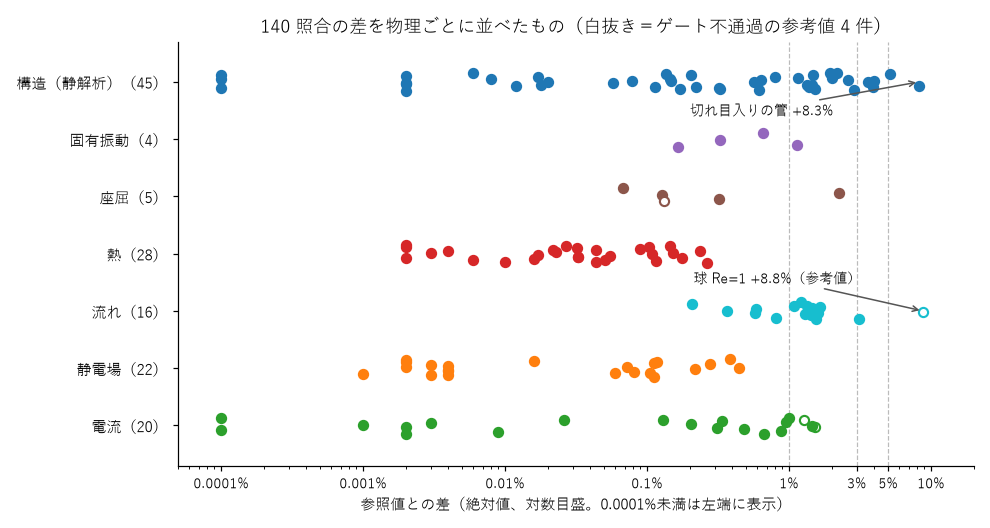 140 照合の差を物理ごとに並べたもの（白抜き＝ゲート不通過の参考値 4 件）
構造（静解析）（45）
切れ目入りの管 +8.3%
固有振動（4）
座屈（5）
熱（28）
球 Re=1 +8.8%（参考値）
流れ（16）
静電場（22）
電流（20）
0.0001% 0.001% 0.01% 0.1% 1% 3% 5% 10%
参照値との差（絶対値、対数目盛。0.0001%未満は左端に表示）